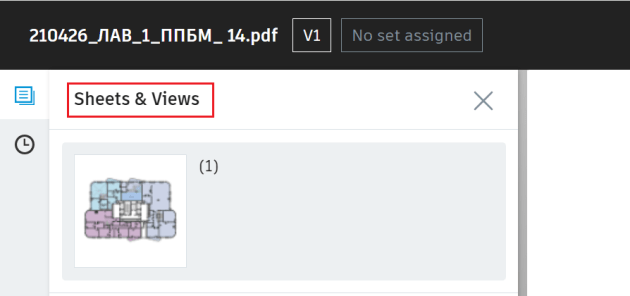 210426_ЛАВ_1_ППБМ_ 14.pdf V1 No set assigned
Sheets & Views
(1)